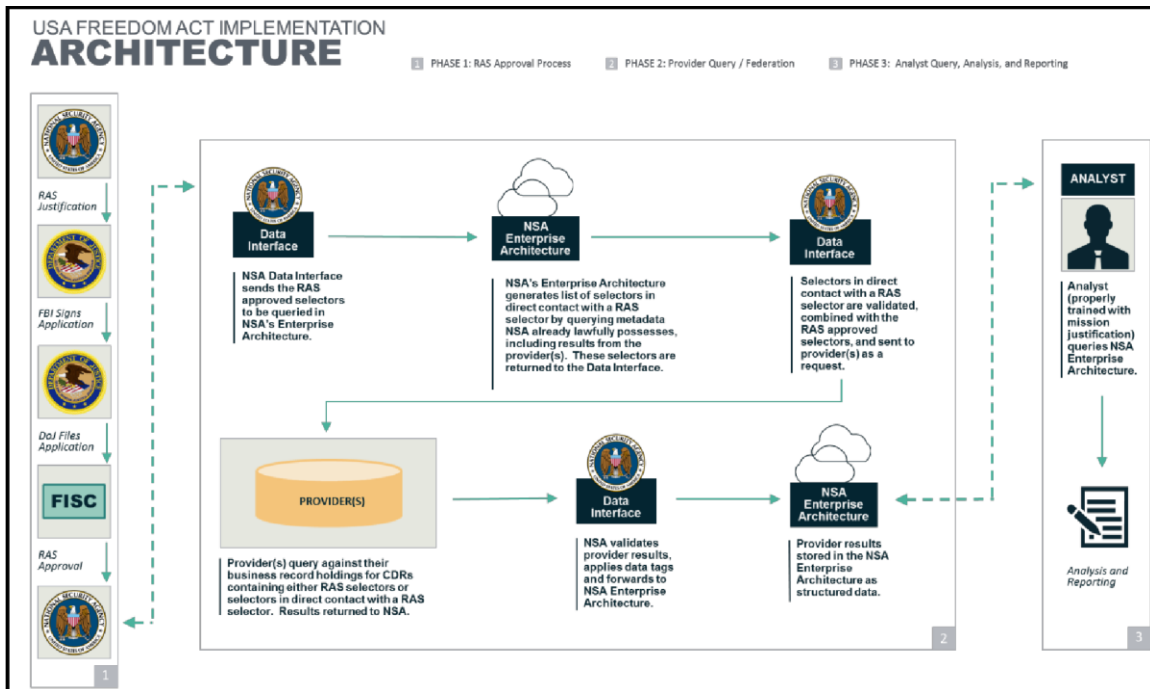 USA FREEDOM ACT IMPLEMENTATION
ARCHITECTURE
1 PHASE 1: RAS Approval Process
2 PHASE 2: Provider Query / Federation
3 PHASE 3: Analyst Query, Analysis, and Reporting
RAS
Justification
FBI Signs
Application
DoJ Files
Application
FISC
RAS
Approval
1
Data
Interface
NSA Data Interface
sends the RAS
approved selectors
to be queried in
NSA's Enterprise
Architecture.
NSA
Enterprise
Architecture
NSA's Enterprise Architecture
generates list of selectors in
direct contact with a RAS
selector by querying metadata
NSA already lawfully possesses,
including results from the
provider(s). These selectors are
returned to the Data Interface.
Data
Interface
Selectors in direct
contact with a RAS
selector are validated,
combined with the
RAS approved
selectors, and sent to
provider(s) as a
request.
PROVIDER(S)
Provider(s) query against their
business record holdings for CDRs
containing either RAS selectors or
selectors in direct contact with a RAS
selector. Results returned to NSA.
Data
Interface
NSA validates
provider results,
applies data tags
and forwards to
NSA Enterprise
Architecture.
NSA
Enterprise
Architecture
Provider results
stored in the NSA
Enterprise
Architecture as
structured data.
2
ANALYST
Analyst
(properly
trained with
mission
justification)
queries NSA
Enterprise
Architecture.
Analysis and
Reporting
3